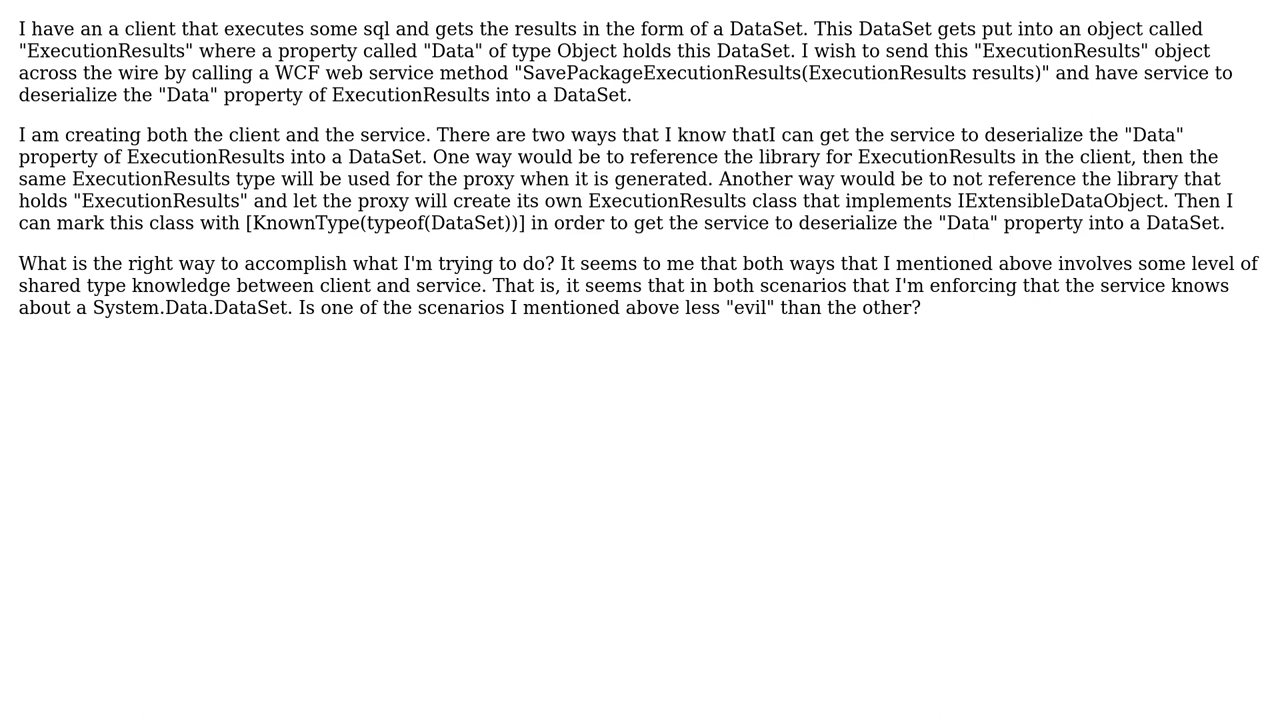 I have an a client that executes some sql and gets the results in the form of a DataSet. This DataSet gets put into an object called
"ExecutionResults" where a property called "Data" of type Object holds this DataSet. I wish to send this "ExecutionResults" object
across the wire by calling a WCF web service method "SavePackageExecutionResults(ExecutionResults results)" and have service to
deserialize the "Data" property of ExecutionResults into a DataSet.
I am creating both the client and the service. There are two ways that I know thatI can get the service to deserialize the "Data"
property of ExecutionResults into a DataSet. One way would be to reference the library for ExecutionResults in the client, then the
same ExecutionResults type will be used for the proxy when it is generated. Another way would be to not reference the library that
holds "ExecutionResults" and let the proxy will create its own ExecutionResults class that implements IExtensibleDataObject. Then I
can mark this class with [KnownType(typeof(DataSet))] in order to get the service to deserialize the "Data" property into a DataSet.
What is the right way to accomplish what I'm trying to do? It seems to me that both ways that I mentioned above involves some level of
shared type knowledge between client and service. That is, it seems that in both scenarios that I'm enforcing that the service knows
about a System.Data.DataSet. Is one of the scenarios I mentioned above less "evil" than the other?